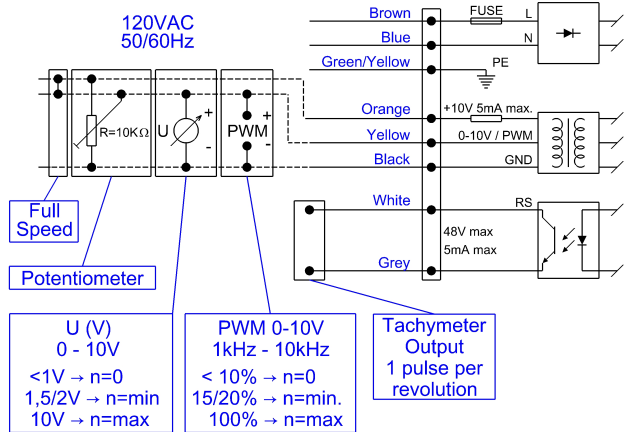 120VAC
50/60Hz
Brown
FUSE
L
Blue
N
Green/Yellow
PE
Orange
+10V 5mA max.
Yellow
0-10V / PWM
Black
GND
R=10KΩ
U
+
-
PWM
+
-
White
RS
48V max
5mA max
Grey
Full
Speed
Potentiometer
U (V)
0 - 10V
<1V → n=0
1,5/2V → n=min
10V → n=max
PWM 0-10V
1kHz - 10kHz
< 10% → n=0
15/20% → n=min.
100% → n=max
Tachymeter
Output
1 pulse per
revolution